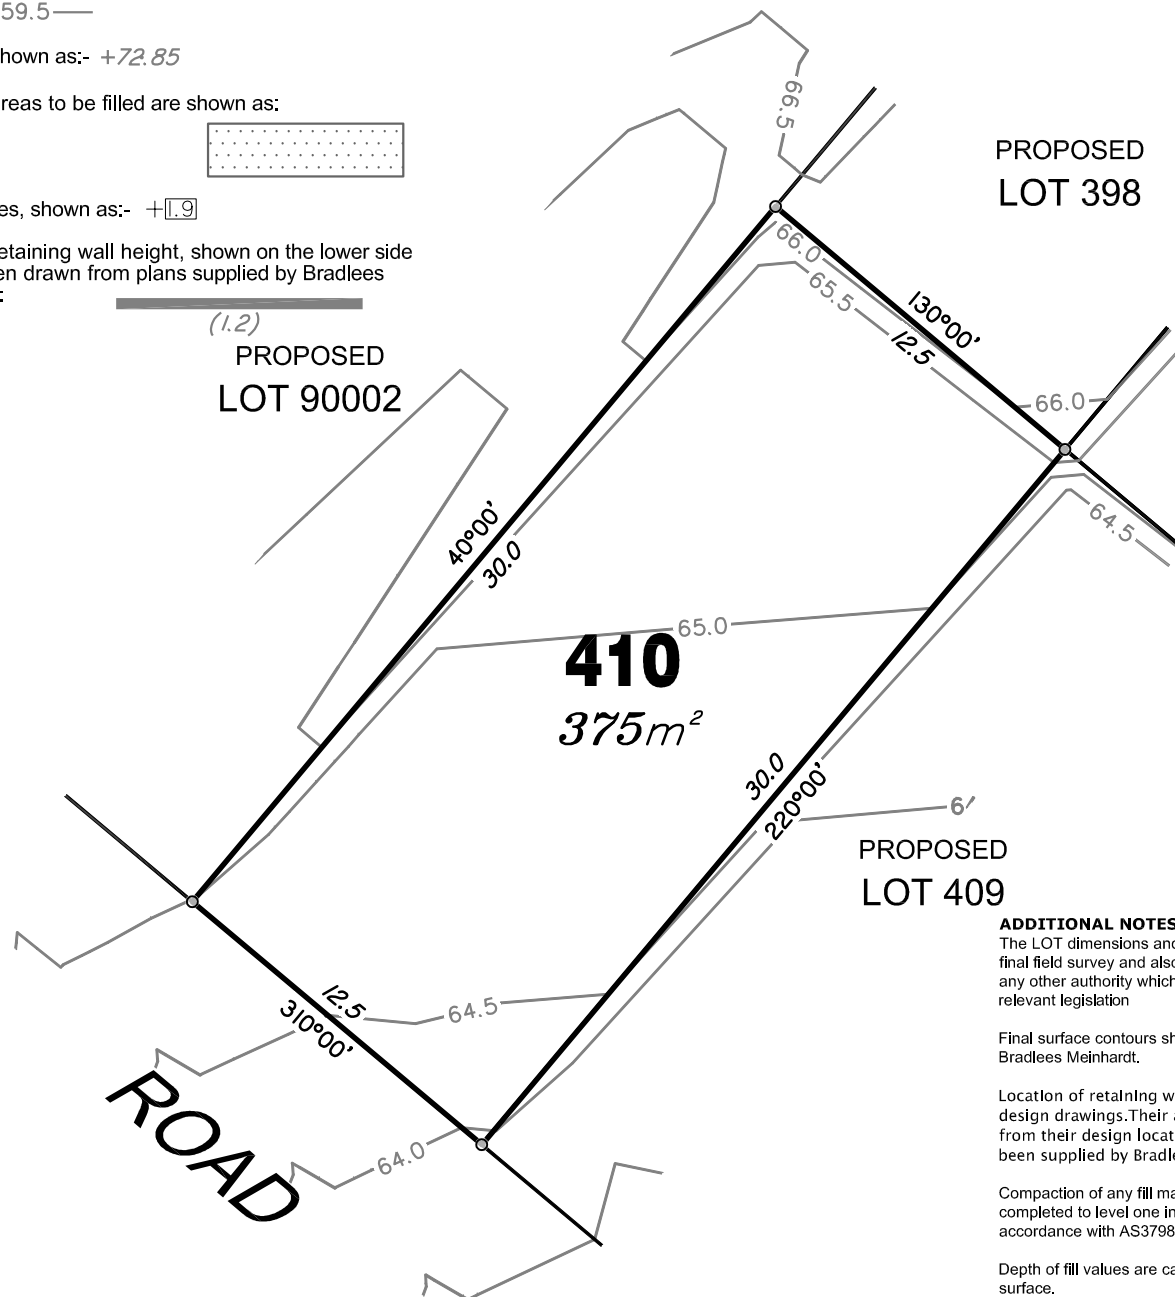 59.5
hown as:- +72.85
reas to be filled are shown as:
es, shown as:- +1.9
etaining wall height, shown on the lower side
en drawn from plans supplied by Bradlees
:
(1.2)
PROPOSED
LOT 90002
66.5
PROPOSED
LOT 398
66.0
65.5
130°00'
12.5
66.0
64.5
40°00'
30.0
65.0
410
375m²
30.0
220°00'
PROPOSED
LOT 409
12.5
310°00'
64.5
64.0
ROAD
ADDITIONAL NOTES
The LOT dimensions and
final field survey and also
any other authority which
relevant legislation
Final surface contours sh
Bradlees Meinhardt.
Location of retaining w
design drawings.Their a
from their design locat
been supplied by Bradle
Compaction of any fill ma
completed to level one in
accordance with AS3798
Depth of fill values are ca
surface.